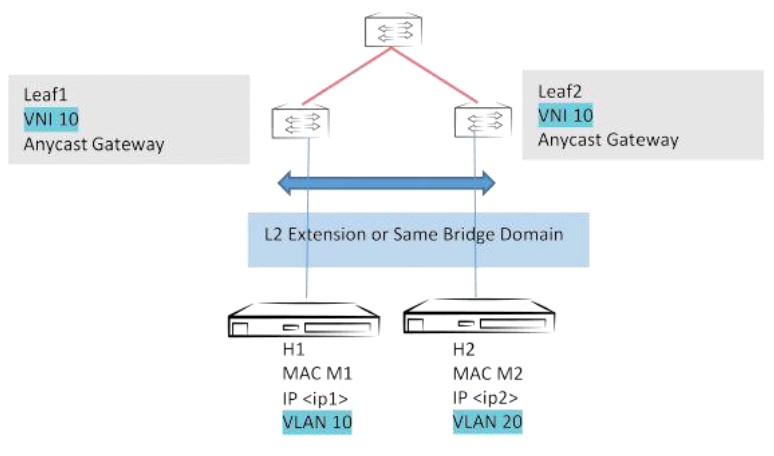 Leaf1
VNI 10
Anycast Gateway
Leaf2
VNI 10
Anycast Gateway
L2 Extension or Same Bridge Domain
H1
MAC M1
IP <ip1>
VLAN 10
H2
MAC M2
IP <ip2>
VLAN 20